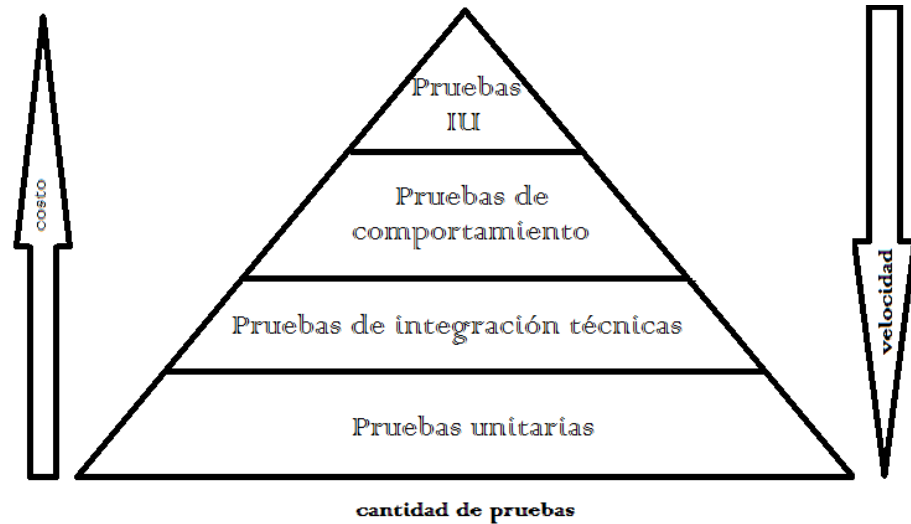 Pruebas
IU
costo
Pruebas de
comportamiento
velocidad
Pruebas de integración técnicas
Pruebas unitarias
cantidad de pruebas